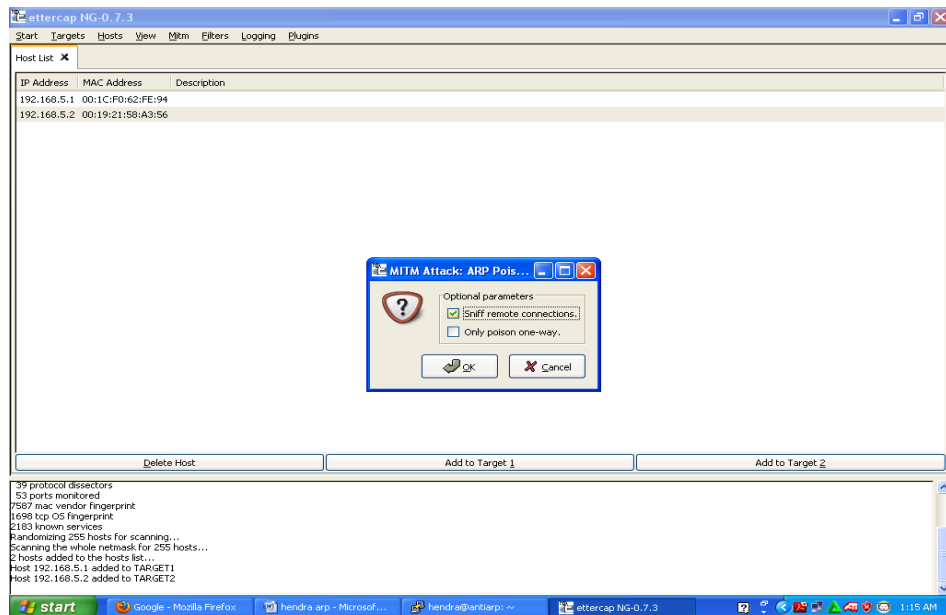 ettercap NG-0.7.3
Start Targets Hosts View Mitm Filters Logging Plugins
Host List
IP Address MAC Address Description
192.168.5.1 00:1C:F0:62:FE:94
192.168.5.2 00:19:21:58:A3:56
MITM Attack: ARP Pois...
Optional parameters
Sniff remote connections.
Only poison one-way.
OK Cancel
Delete Host Add to Target 1 Add to Target 2
39 protocol dissectors
53 ports monitored
7587 mac vendor fingerprint
1698 tcp OS fingerprint
2183 known services
Randomizing 255 hosts for scanning...
Scanning the whole netmask for 255 hosts...
2 hosts added to the hosts list...
Host 192.168.5.1 added to TARGET1
Host 192.168.5.2 added to TARGET2
start Google - Mozilla Firefox hendra arp - Microsof... hendra@antiarp: ~ ettercap NG-0.7.3 1:15 AM